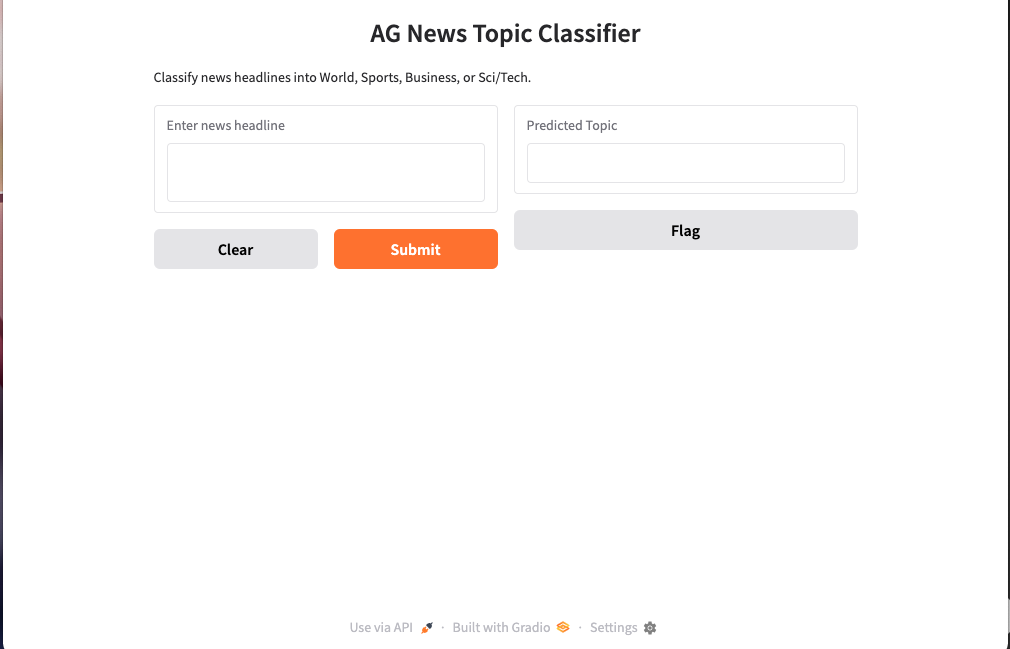 AG News Topic Classifier
Classify news headlines into World, Sports, Business, or Sci/Tech.
Enter news headline
Predicted Topic
Clear
Submit
Flag
Use via API · Built with Gradio · Settings